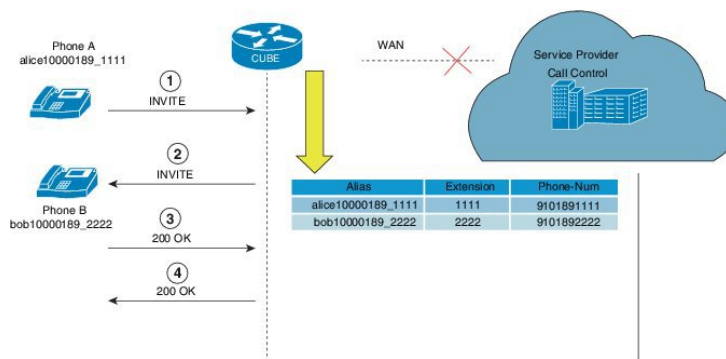 Phone A
alice10000189_1111
CUBE
WAN
Service Provider
Call Control
1
INVITE
2
INVITE
Phone B
bob10000189_2222
3
200 OK
4
200 OK
Alias Extension Phone-Num
alice10000189_1111 1111 9101891111
bob10000189_2222 2222 9101892222